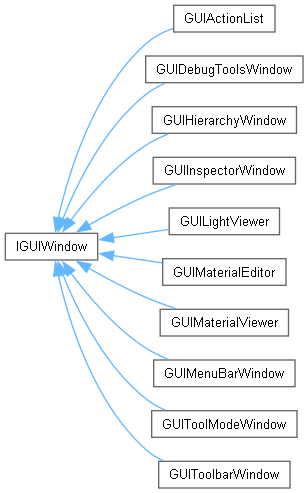 GUIActionList
GUIDebugToolsWindow
GUIHierarchyWindow
GUIInspectorWindow
GUILightViewer
IGUIWindow
GUIMaterialEditor
GUIMaterialViewer
GUIMenuBarWindow
GUIToolModeWindow
GUIToolbarWindow